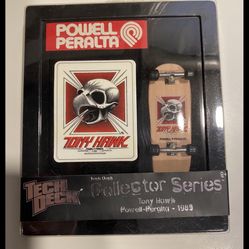 POWELL
PERALTA
TONY HAWK
TECH
DECK
Tech Deck
Collector Series
Tony Hawk
Powell-Peralta - 1983